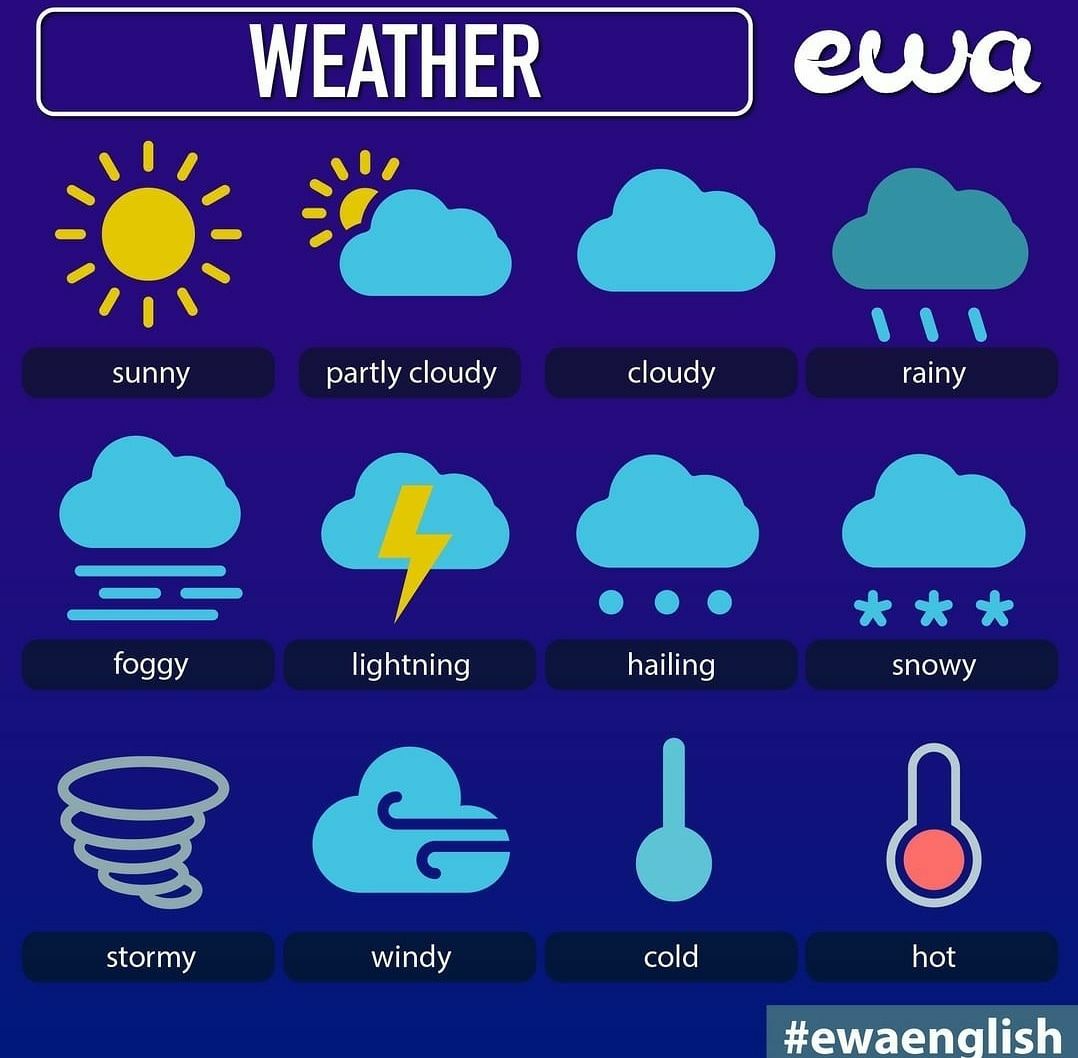 WEATHER
ewa
sunny
partly cloudy
cloudy
rainy
foggy
lightning
hailing
snowy
stormy
windy
cold
hot
#ewaenglish